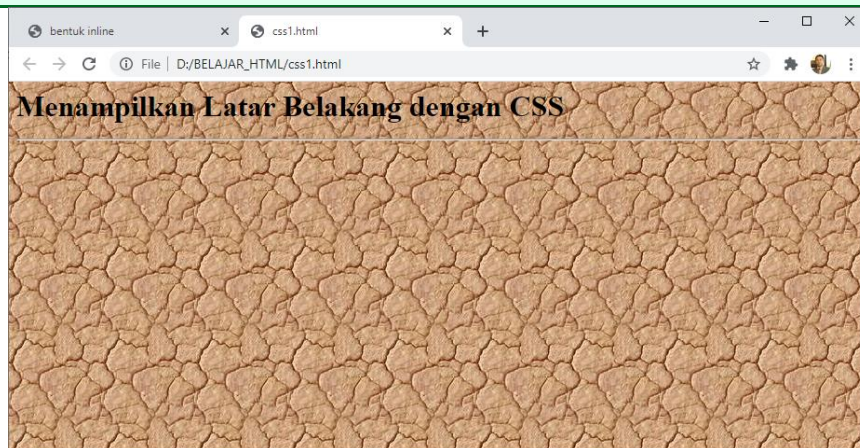 bentuk inline
css1.html
File | D:/BELAJAR_HTML/css1.html
Menampilkan Latar Belakang dengan CSS